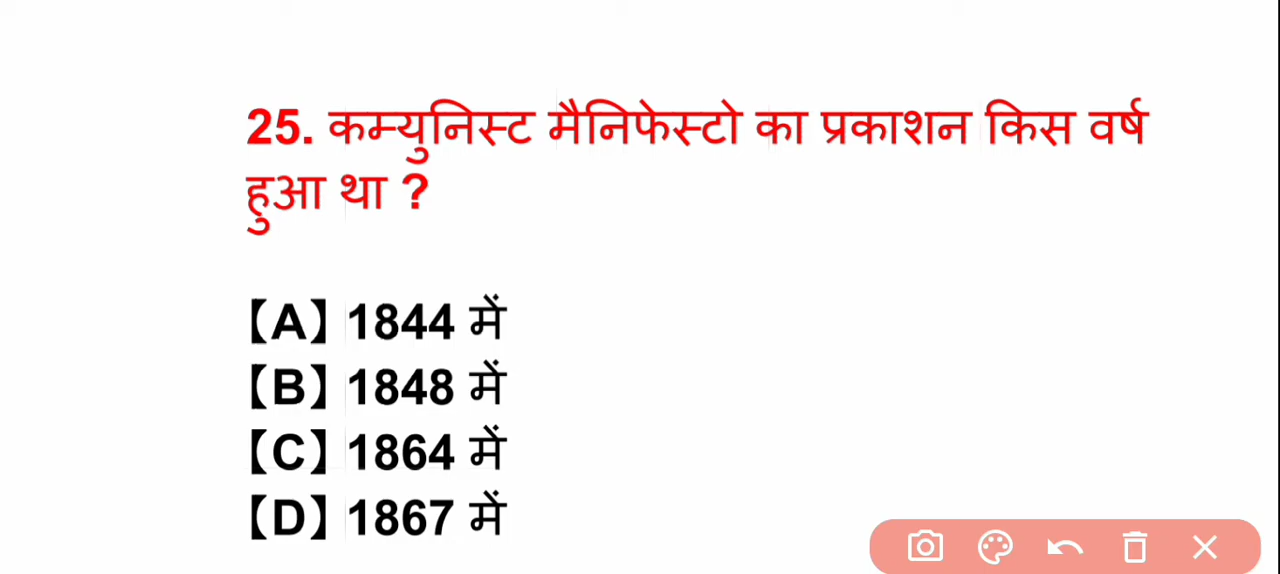 25. कम्युनिस्ट मैनिफेस्टो का प्रकाशन किस वर्ष
हुआ था ?
【A】 1844 में
【B】 1848 में
【C】 1864 में
【D】 1867 में